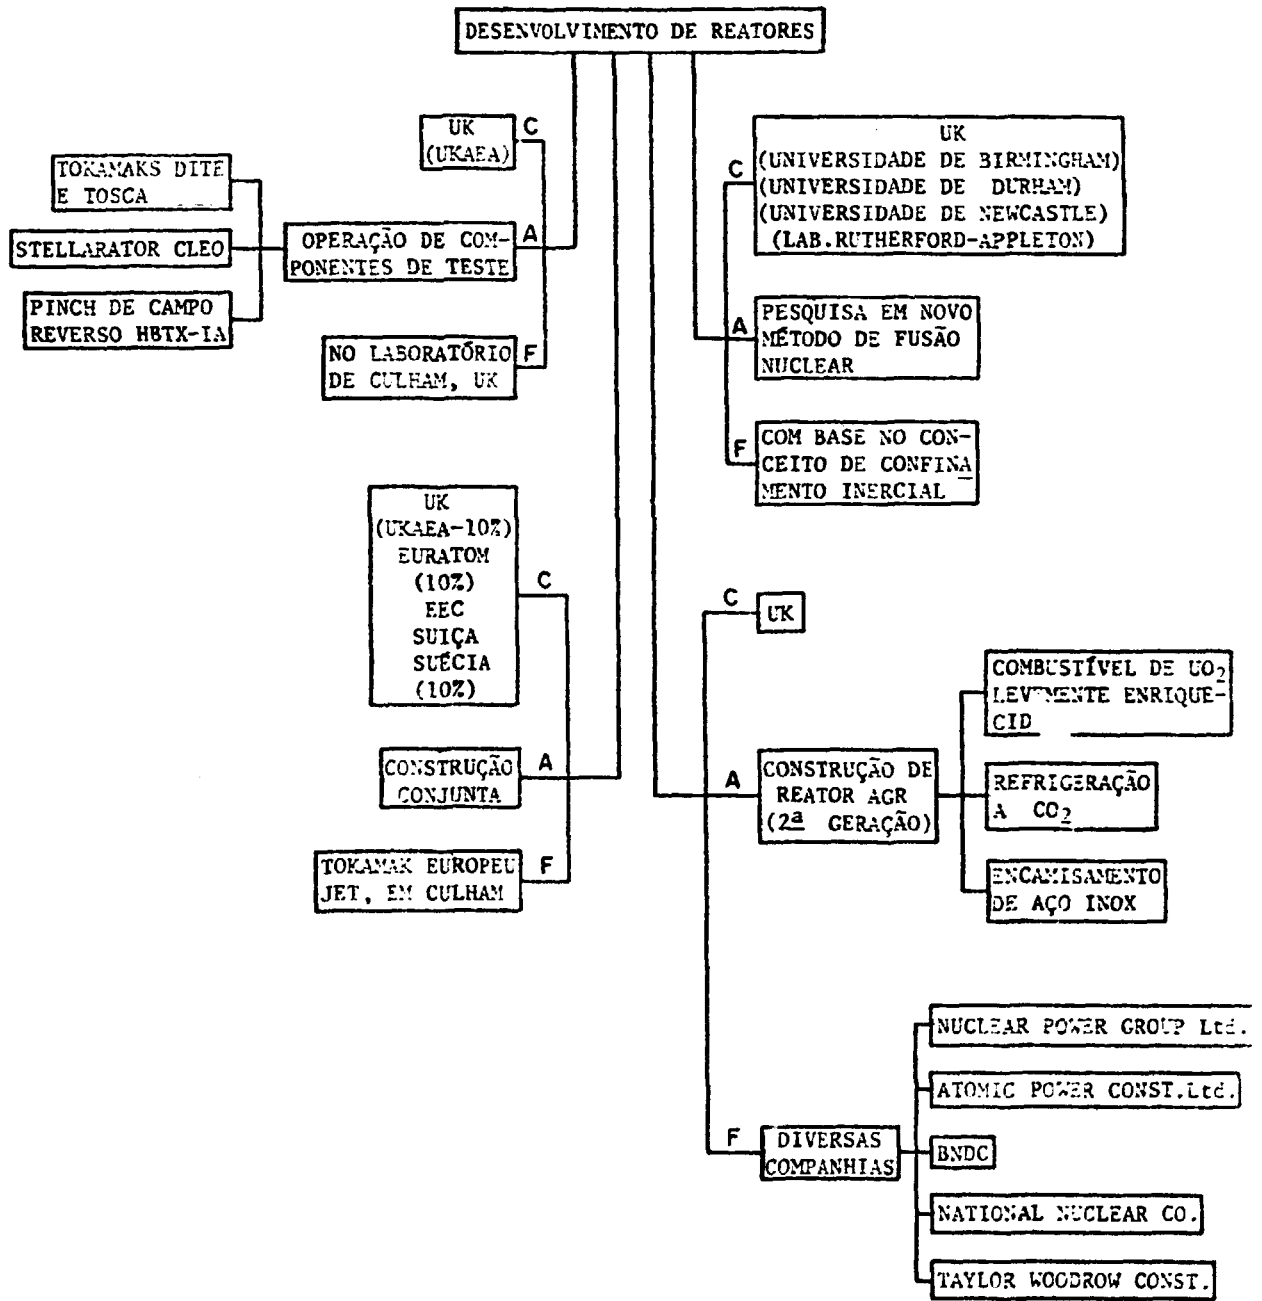 DESENVOLVIMENTO DE REATORES
UK
(UKAEA)
C
TOKAMAKS DITE
E TOSCA
STELLARATOR CLEO
PINCH DE CAMPO
REVERSO HBTX-IA
OPERAÇÃO DE COM-
PONENTES DE TESTE
A
NO LABORATÓRIO
DE CULHAM, UK
F
UK
(UNIVERSIDADE DE BIRMINGHAM)
(UNIVERSIDADE DE DURHAM)
(UNIVERSIDADE DE NEWCASTLE)
(LAB.RUTHERFORD-APPLETON)
C
A
PESQUISA EM NOVO
MÉTODO DE FUSÃO
NUCLEAR
F
COM BASE NO CON-
CEITO DE CONFINA
MENTO INERCIAL
UK
(UKAEA-10%)
EURATOM
(10%)
EEC
SUIÇA
SUÉCIA
(10%)
C
CONSTRUÇÃO
CONJUNTA
A
TOKAMAK EUROPEU
JET, EM CULHAM
F
C
UK
A
CONSTRUÇÃO DE
REATOR AGR
(2ª GERAÇÃO)
COMBUSTÍVEL DE UO2
LEVEMENTE ENRIQUE-
CID
REFRIGERAÇÃO
A CO2
ENCAMISAMENTO
DE AÇO INOX
F
DIVERSAS
COMPANHIAS
NUCLEAR POWER GROUP Ltd.
ATOMIC POWER CONST.Ltd.
BNDC
NATIONAL NUCLEAR CO.
TAYLOR WOODROW CONST.